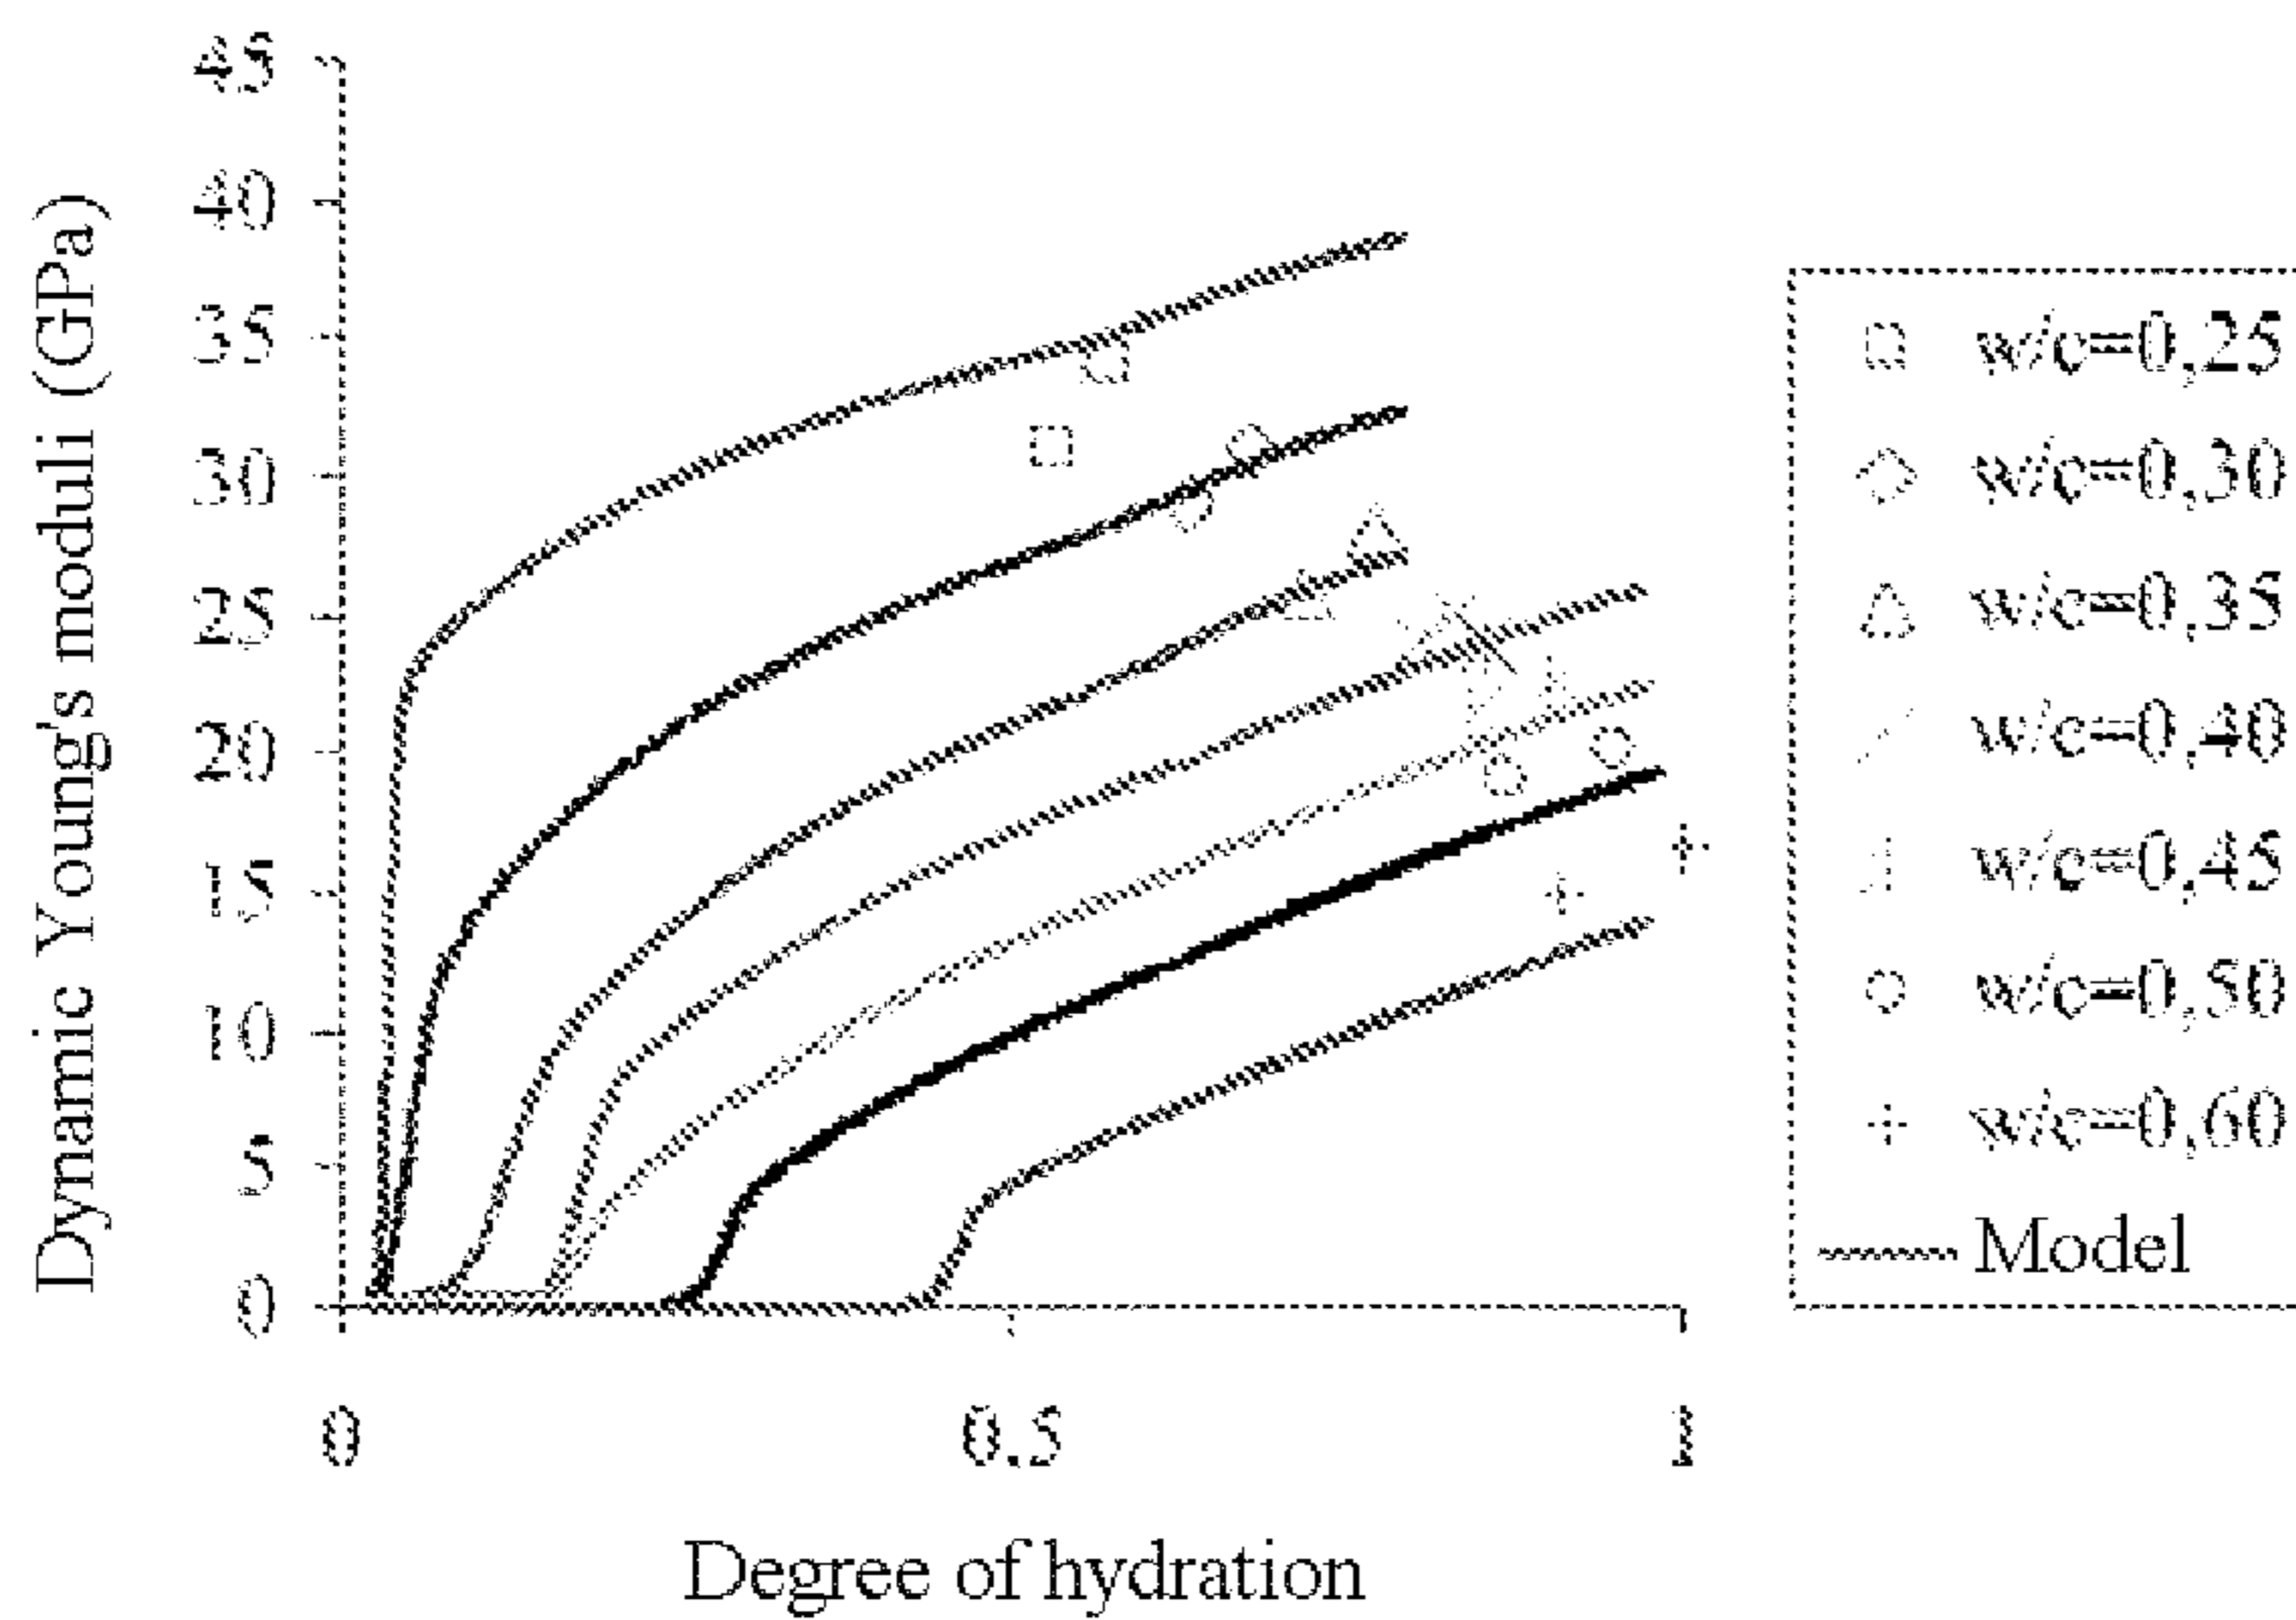 Dynamic Young's moduli (GPa)
45
40
35
30
25
20
15
10
5
0
0
0.5
1
Degree of hydration
w/c=0,25
w/c=0,30
w/c=0,35
w/c=0,40
w/c=0,45
w/c=0,50
w/c=0,60
Model